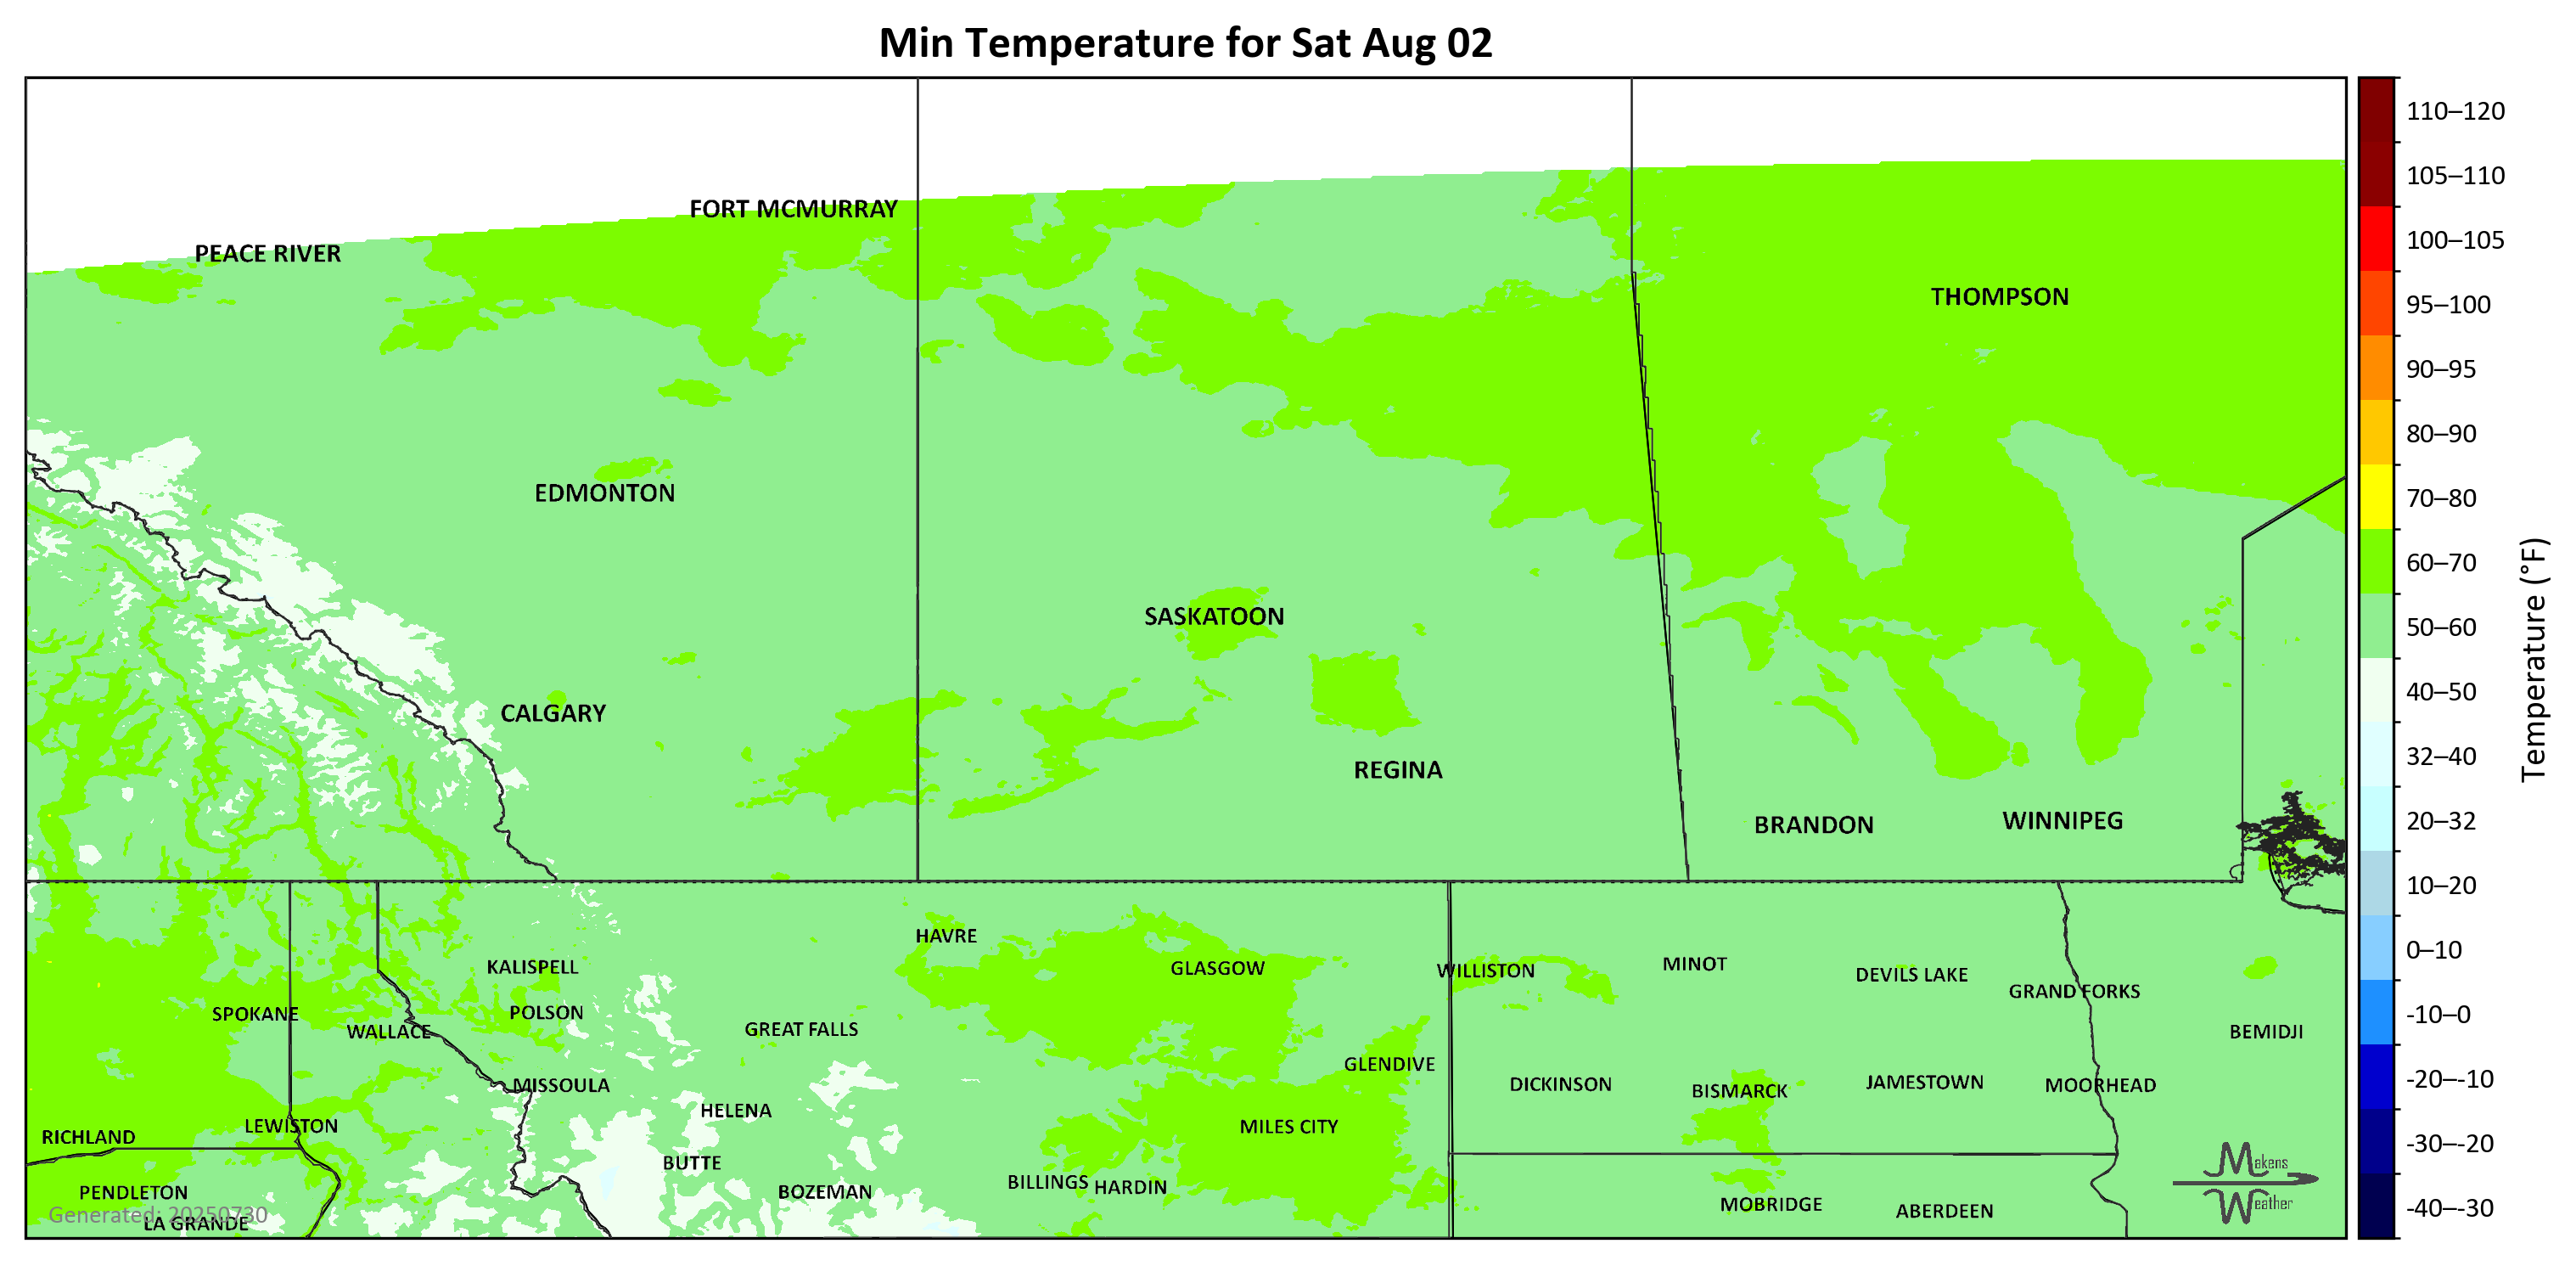 Min Temperature for Sat Aug 02
FORT MCMURRAY
PEACE RIVER
THOMPSON
EDMONTON
SASKATOON
CALGARY
REGINA
BRANDON
WINNIPEG
HAVRE
KALISPELL
GLASGOW
WILLISTON
MINOT
DEVILS LAKE
GRAND FORKS
SPOKANE
POLSON
WALLACE
GREAT FALLS
BEMIDJI
GLENDIVE
MISSOULA
DICKINSON
BISMARCK
JAMESTOWN
MOORHEAD
HELENA
LEWISTON
MILES CITY
RICHLAND
BUTTE
BILLINGS
HARDIN
PENDLETON
BOZEMAN
MOBRIDGE
ABERDEEN
Generated: 20250730
LA GRANDE
Makens
Weather
110–120
105–110
100–105
95–100
90–95
80–90
70–80
60–70
50–60
40–50
32–40
20–32
10–20
0–10
-10–0
-20–-10
-30–-20
-40–-30
Temperature (°F)